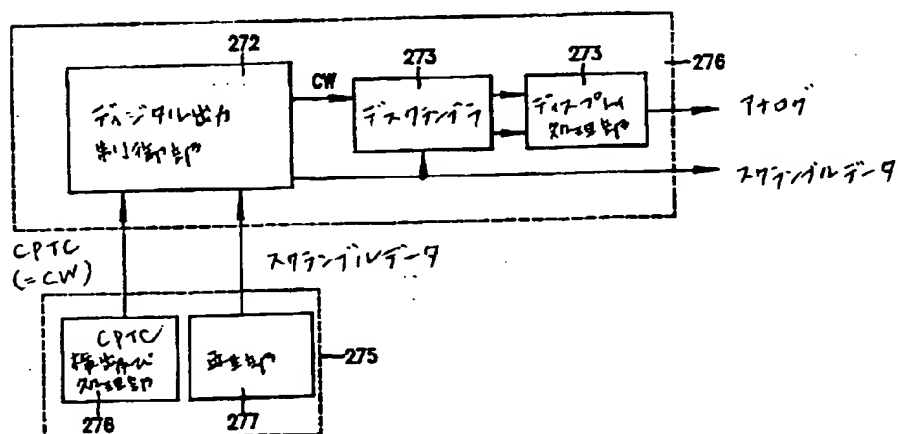 272
273
273
276
CW
ディジタル出力
制御部
デスクランブラ
ディスプレイ
処理部
アナログ
スクランブルデータ
CPTC
(=CW)
スクランブルデータ
CPTC
検出及び
処理部
再生部
275
276
277